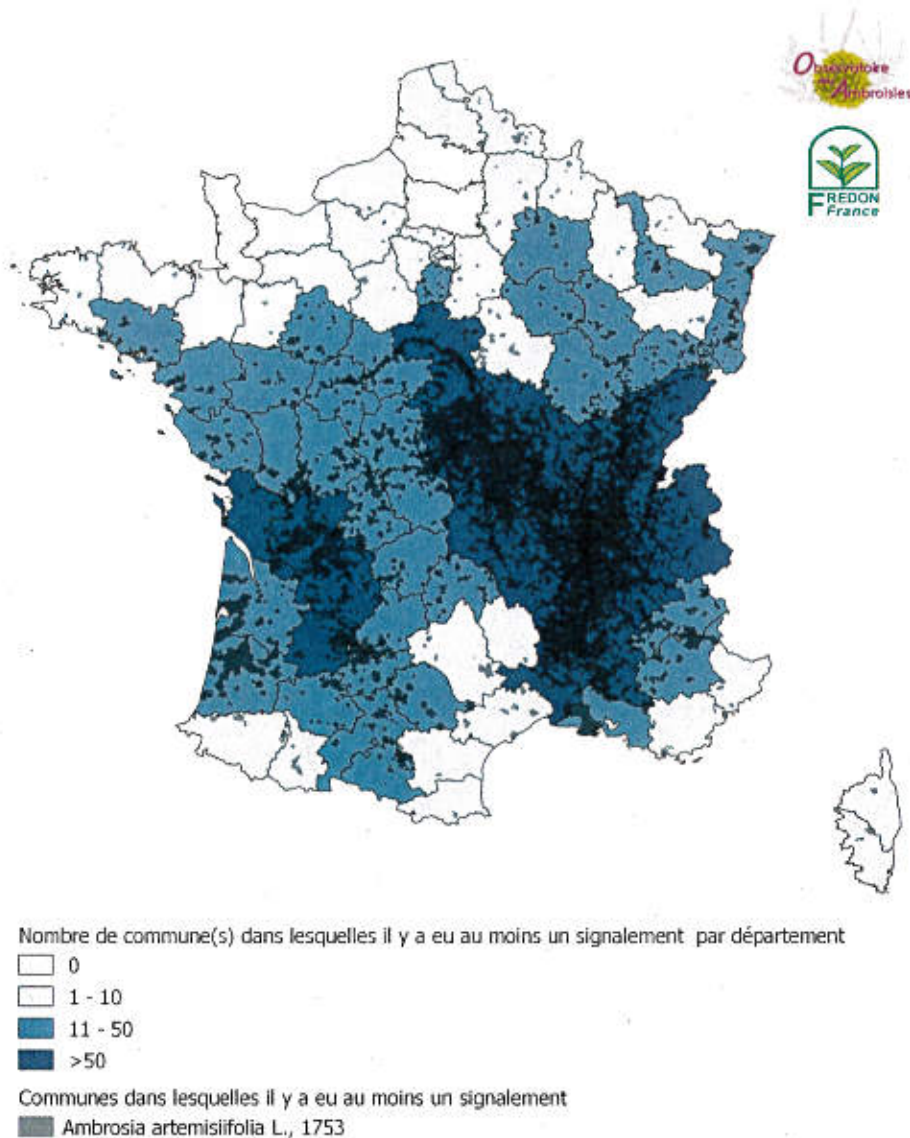 Observatoire
des Ambroisies
FREDON
France
Nombre de commune(s) dans lesquelles il y a eu au moins un signalement par département
0
1 - 10
11 - 50
>50
Communes dans lesquelles il y a eu au moins un signalement
Ambrosia artemisiifolia L., 1753